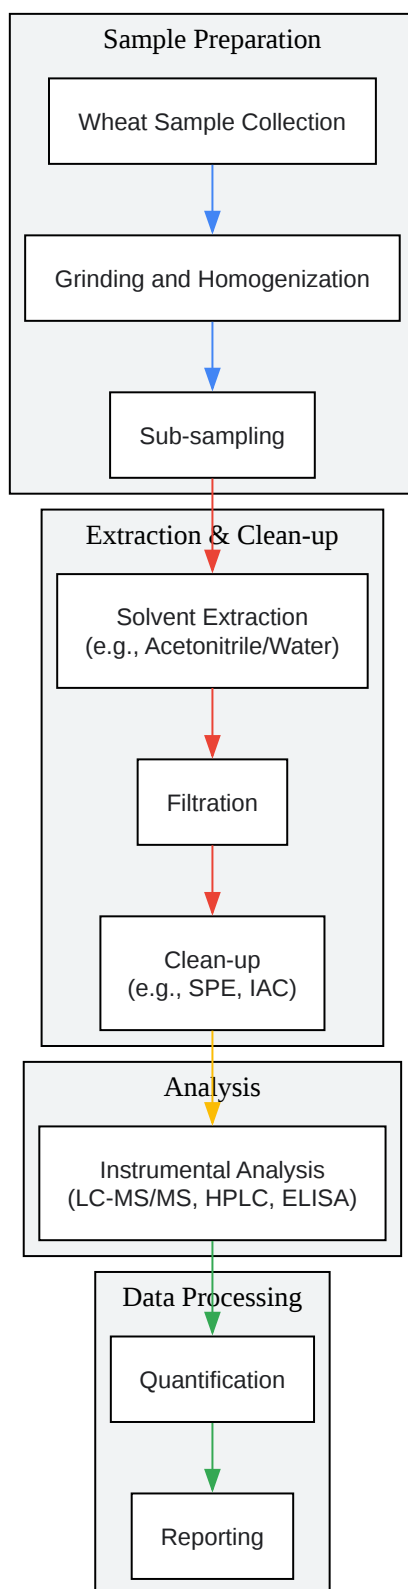 Sample Preparation
Wheat Sample Collection
Grinding and Homogenization
Sub-sampling
Extraction & Clean-up
Solvent Extraction
(e.g., Acetonitrile/Water)
Filtration
Clean-up
(e.g., SPE, IAC)
Analysis
Instrumental Analysis
(LC-MS/MS, HPLC, ELISA)
Data Processing
Quantification
Reporting